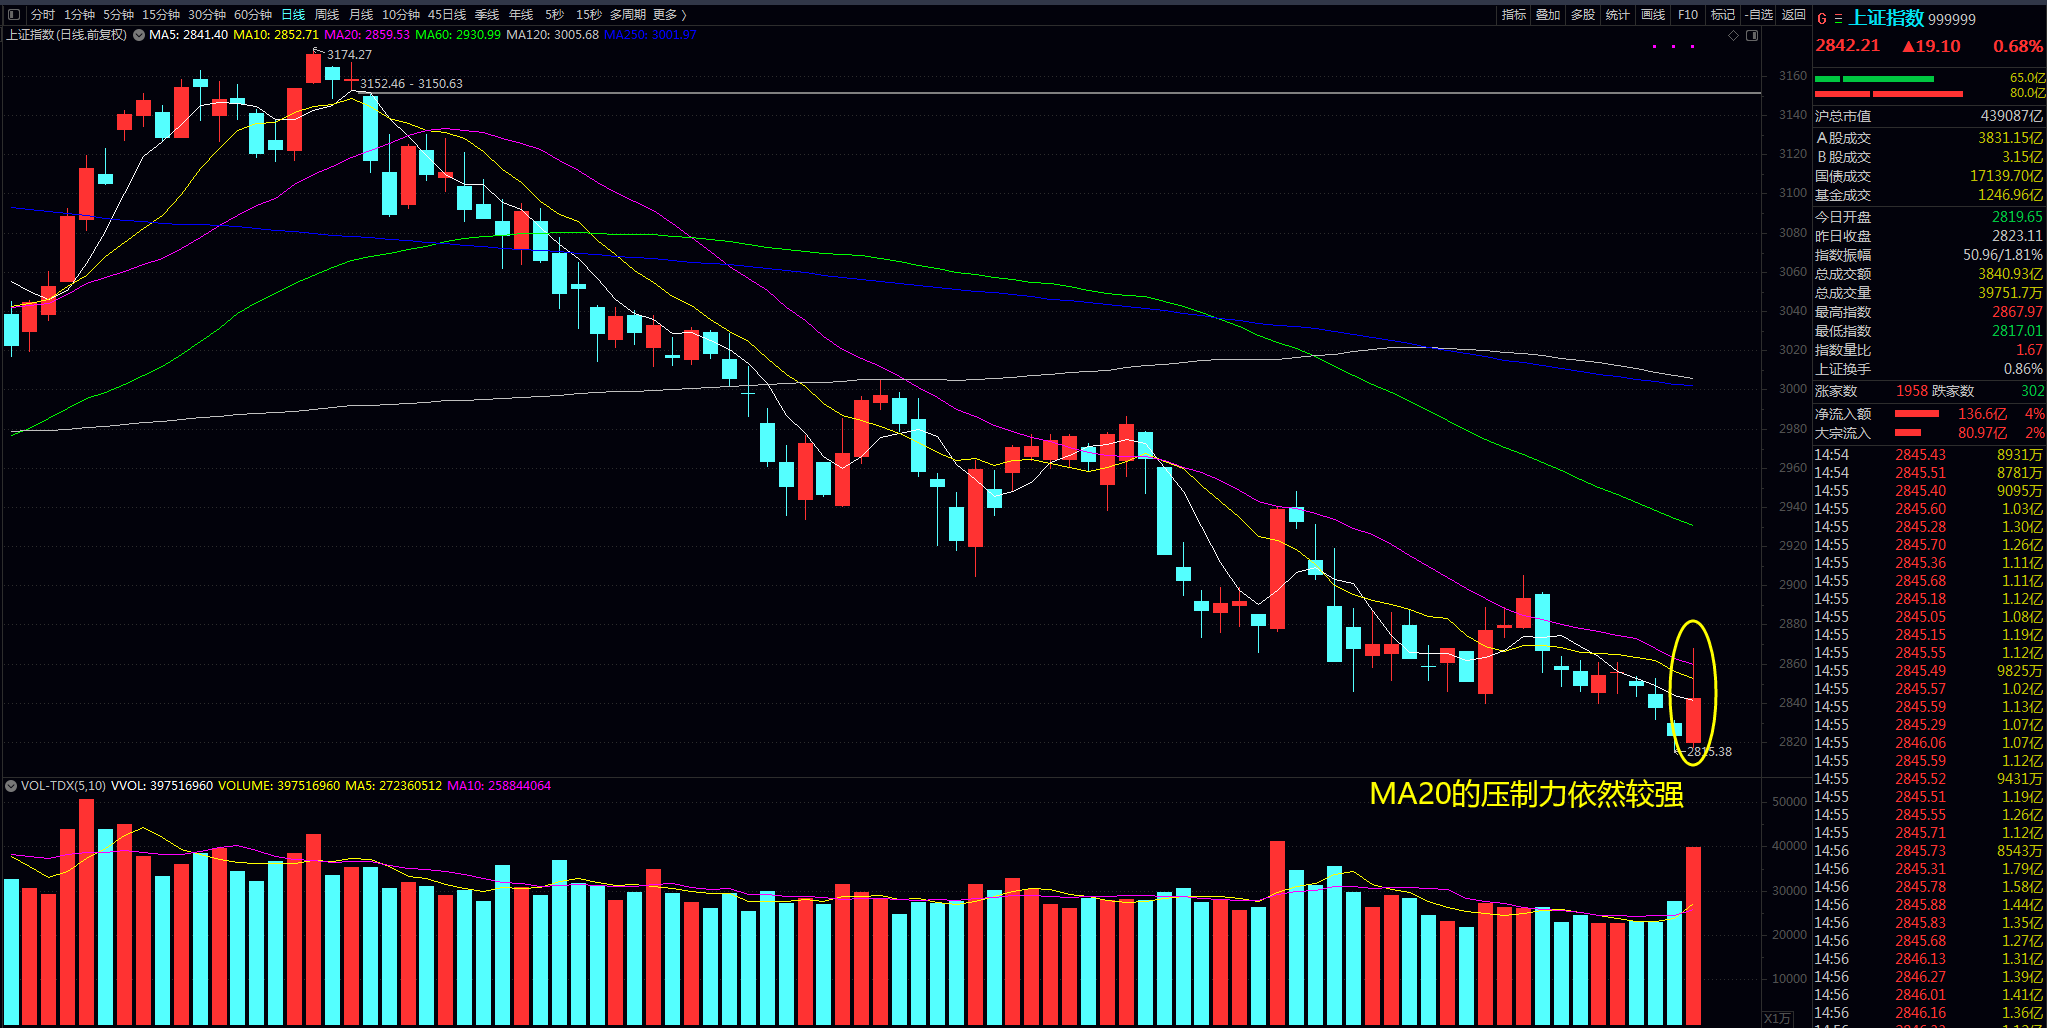 分时 1分钟 5分钟 15分钟 30分钟 60分钟 日线 周线 月线 10分钟 45日线 季线 年线 5秒 15秒 多周期 更多 〉
指标 叠加 多股 统计 画线 F10 标记 -自选 返回
上证指数(日线.前复权) MA5: 2841.40 MA10: 2852.71 MA20: 2859.53 MA60: 2930.99 MA120: 3005.68 MA250: 3001.97
3174.27
3152.46 - 3150.63
2815.38
MA20的压制力依然较强
3160
3140
3120
3100
3080
3060
3040
3020
3000
2980
2960
2940
2920
2900
2880
2860
2840
2820
VOL-TDX(5,10) VVOL: 397516960 VOLUME: 397516960 MA5: 272360512 MA10: 258844064
50000
40000
30000
20000
10000
X1万
G 上证指数 999999
2842.21 ▲19.10 0.68%
65.0亿
80.0亿
沪总市值 439087亿
A股成交 3831.15亿
B股成交 3.15亿
国债成交 17139.70亿
基金成交 1246.96亿
今日开盘 2819.65
昨日收盘 2823.11
指数振幅 50.96/1.81%
总成交额 3840.93亿
总成交量 39751.7万
最高指数 2867.97
最低指数 2817.01
指数量比 1.67
上证换手 0.86%
涨家数 1958 跌家数 302
净流入额 136.6亿 4%
大宗流入 80.97亿 2%
14:54 2845.43 8931万
14:54 2845.51 8781万
14:55 2845.40 9095万
14:55 2845.60 1.03亿
14:55 2845.28 1.30亿
14:55 2845.70 1.26亿
14:55 2845.36 1.11亿
14:55 2845.68 1.11亿
14:55 2845.18 1.12亿
14:55 2845.05 1.08亿
14:55 2845.15 1.19亿
14:55 2845.55 1.12亿
14:55 2845.49 9825万
14:55 2845.57 1.02亿
14:55 2845.59 1.13亿
14:55 2845.29 1.07亿
14:55 2846.06 1.07亿
14:55 2845.59 1.12亿
14:55 2845.52 9431万
14:55 2845.51 1.19亿
14:55 2845.55 1.26亿
14:55 2845.71 1.12亿
14:56 2845.73 8543万
14:56 2845.31 1.79亿
14:56 2845.78 1.58亿
14:56 2845.88 1.44亿
14:56 2845.83 1.35亿
14:56 2845.68 1.27亿
14:56 2846.13 1.31亿
14:56 2846.27 1.39亿
14:56 2846.01 1.41亿
14:56 2846.16 1.36亿